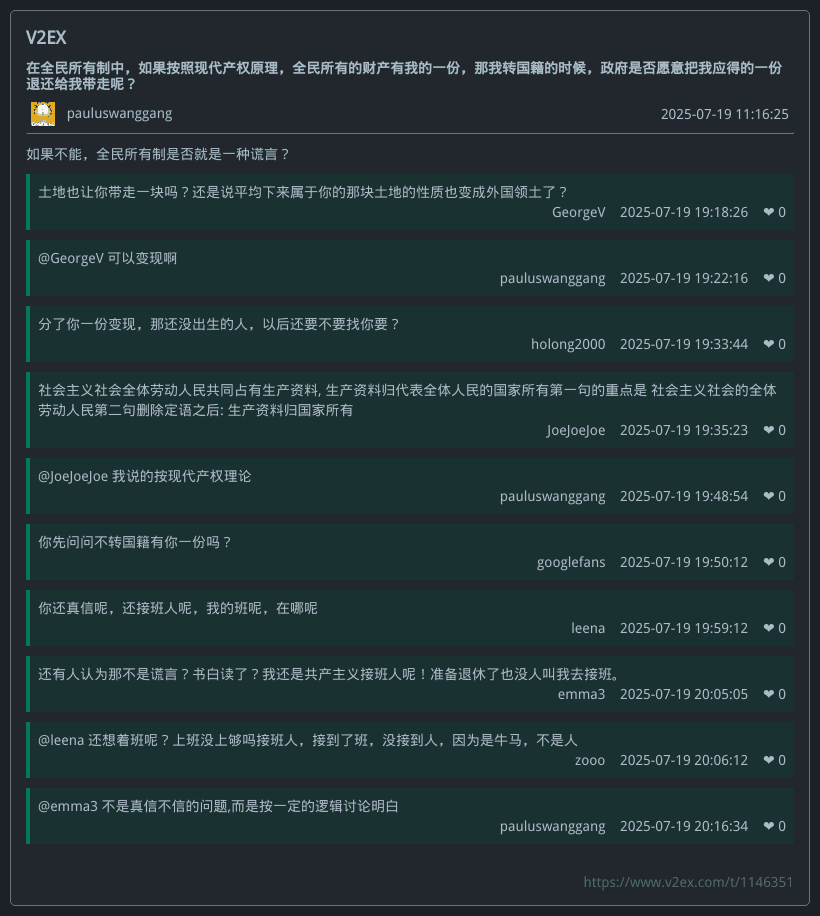 V2EX
在全民所有制中，如果按照现代产权原理，全民所有的财产有我的一份，那我转国籍的时候，政府是否愿意把我应得的一份
退还给我带走呢？
pauluswanggang 2025-07-19 11:16:25
如果不能，全民所有制是否就是一种谎言？
土地也让你带走一块吗？还是说平均下来属于你的那块土地的性质也变成外国领土了？
GeorgeV 2025-07-19 19:18:26 ❤ 0
@GeorgeV 可以变现啊
pauluswanggang 2025-07-19 19:22:16 ❤ 0
分了你一份变现，那还没出生的人，以后还要不要找你要？
holong2000 2025-07-19 19:33:44 ❤ 0
社会主义社会全体劳动人民共同占有生产资料, 生产资料归代表全体人民的国家所有第一句的重点是 社会主义社会的全体
劳动人民第二句删除定语之后: 生产资料归国家所有
JoeJoeJoe 2025-07-19 19:35:23 ❤ 0
@JoeJoeJoe 我说的按现代产权理论
pauluswanggang 2025-07-19 19:48:54 ❤ 0
你先问问不转国籍有你一份吗？
googlefans 2025-07-19 19:50:12 ❤ 0
你还真信呢，还接班人呢，我的班呢，在哪呢
leena 2025-07-19 19:59:12 ❤ 0
还有人认为那不是谎言？书白读了？我还是共产主义接班人呢！准备退休了也没人叫我去接班。
emma3 2025-07-19 20:05:05 ❤ 0
@leena 还想着班呢？上班没上够吗接班人，接到了班，没接到人，因为是牛马，不是人
zooo 2025-07-19 20:06:12 ❤ 0
@emma3 不是真信不信的问题,而是按一定的逻辑讨论明白
pauluswanggang 2025-07-19 20:16:34 ❤ 0
https://www.v2ex.com/t/1146351